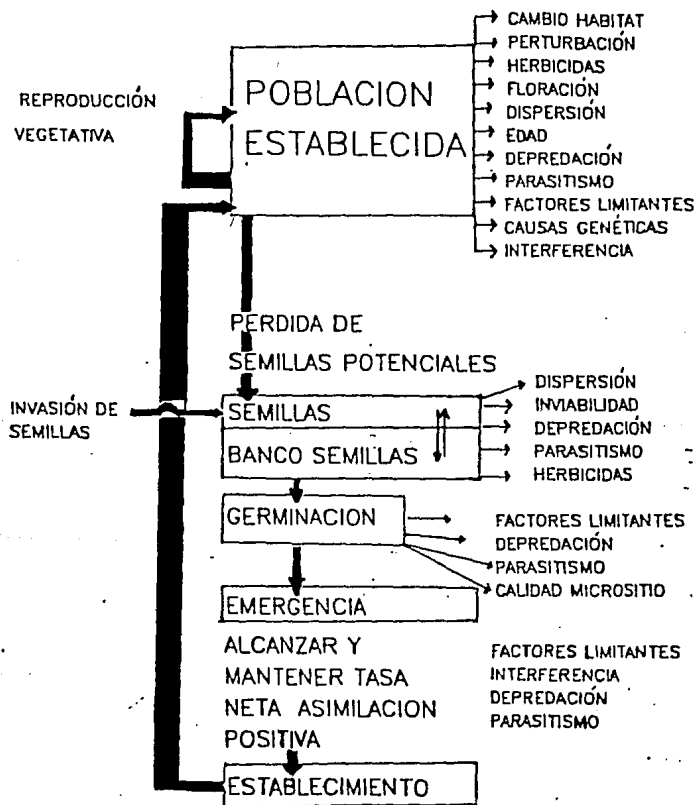 CAMBIO HABITAT
PERTURBACIÓN
HERBICIDAS
FLORACIÓN
DISPERSIÓN
EDAD
DEPREDACIÓN
PARASITISMO
FACTORES LIMITANTES
CAUSAS GENÉTICAS
INTERFERENCIA
REPRODUCCIÓN
VEGETATIVA
POBLACION
ESTABLECIDA
PERDIDA DE
SEMILLAS POTENCIALES
INVASIÓN DE
SEMILLAS
SEMILLAS
BANCO SEMILLAS
DISPERSIÓN
INVIABILIDAD
DEPREDACIÓN
PARASITISMO
HERBICIDAS
GERMINACION
FACTORES LIMITANTES
DEPREDACIÓN
PARASITISMO
CALIDAD MICROSITIO
EMERGENCIA
ALCANZAR Y
MANTENER TASA
NETA ASIMILACION
POSITIVA
FACTORES LIMITANTES
INTERFERENCIA
DEPREDACIÓN
PARASITISMO
ESTABLECIMIENTO